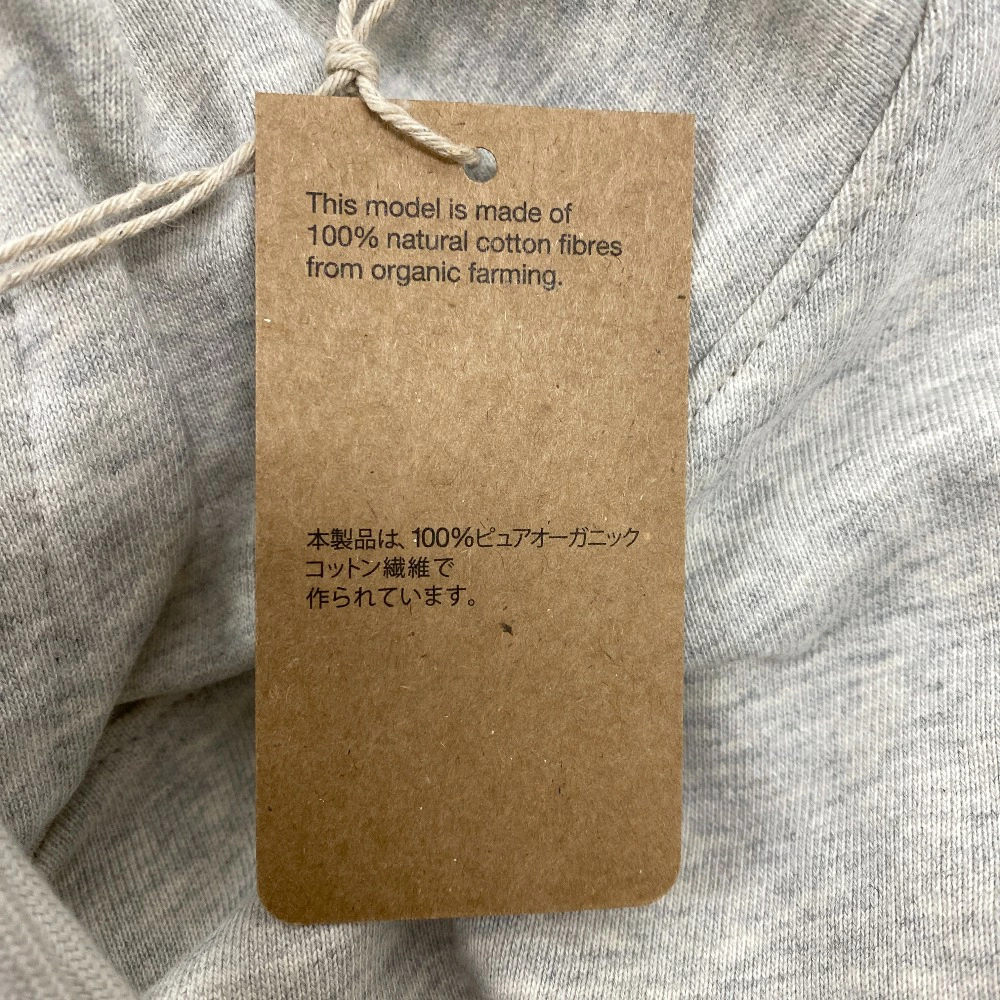 This model is made of
100% natural cotton fibres
from organic farming.
本製品は、100%ピュアオーガニック
コットン繊維で
作られています。